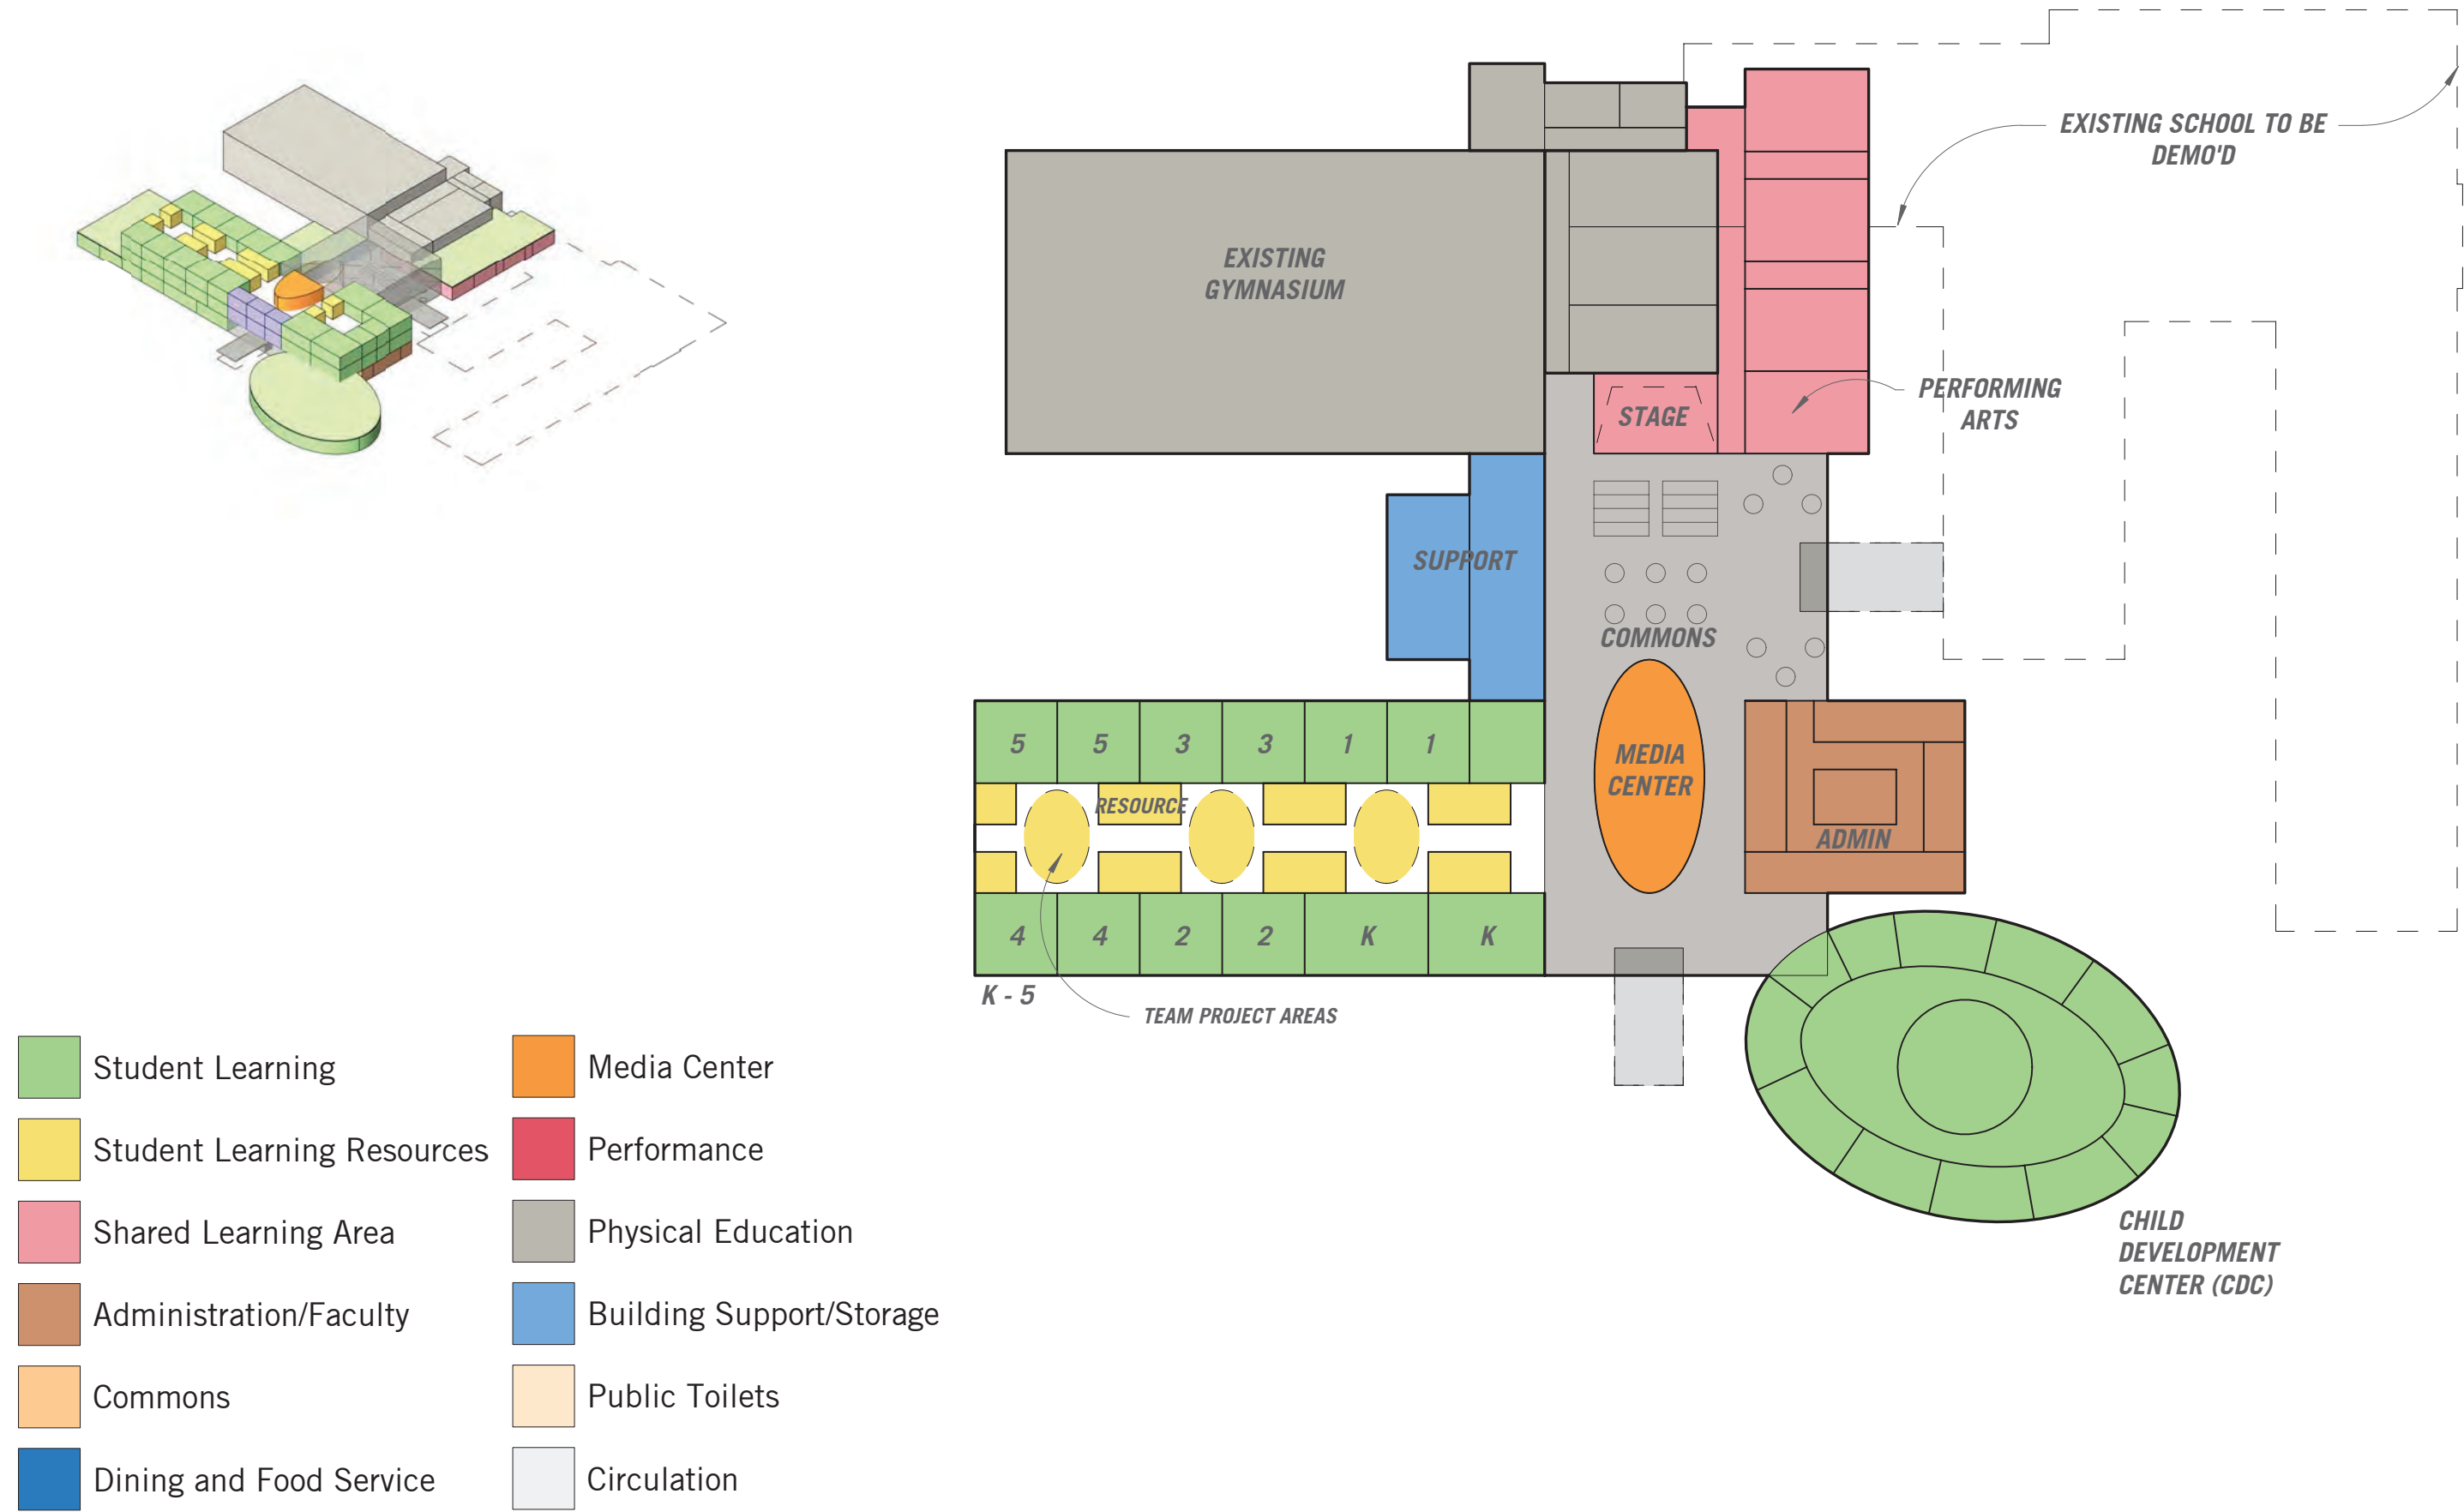 EXISTING SCHOOL TO BE
DEMO'D
EXISTING
GYMNASIUM
STAGE
PERFORMING
ARTS
SUPPORT
COMMONS
5 5 3 3 1 1
MEDIA
CENTER
RESOURCE
ADMIN
4 4 2 2 K K
K - 5
TEAM PROJECT AREAS
CHILD
DEVELOPMENT
CENTER (CDC)
Student Learning
Student Learning Resources
Shared Learning Area
Administration/Faculty
Commons
Dining and Food Service
Media Center
Performance
Physical Education
Building Support/Storage
Public Toilets
Circulation